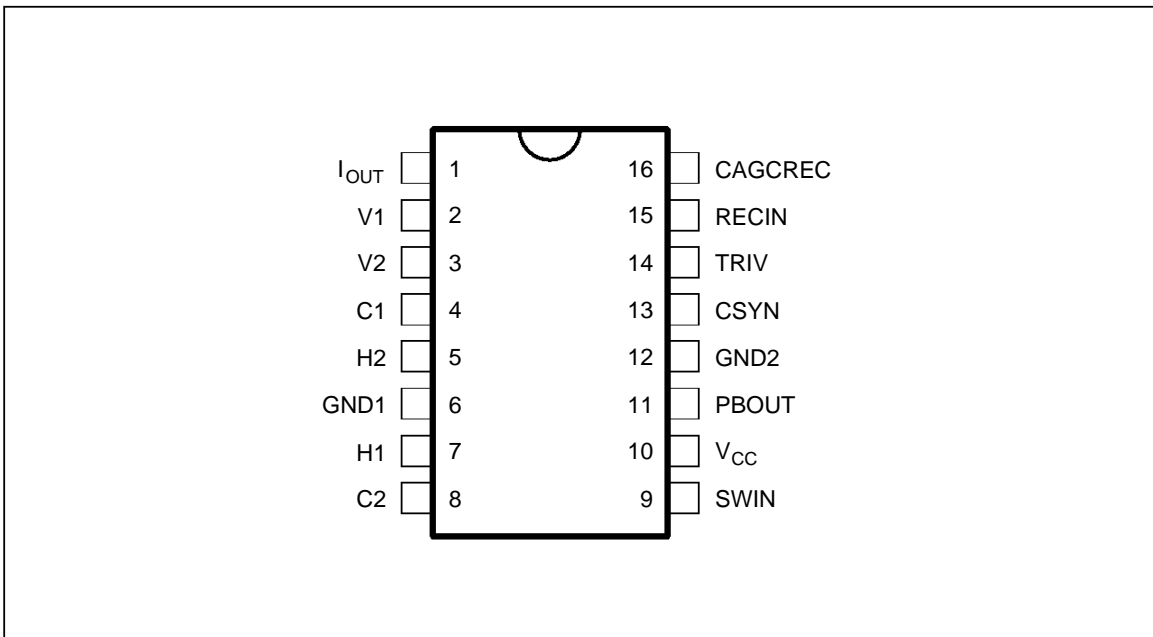 I_OUT 1 16 CAGCREC
V1 2 15 RECIN
V2 3 14 TRIV
C1 4 13 CSYN
H2 5 12 GND2
GND1 6 11 PBOUT
H1 7 10 V_CC
C2 8 9 SWIN